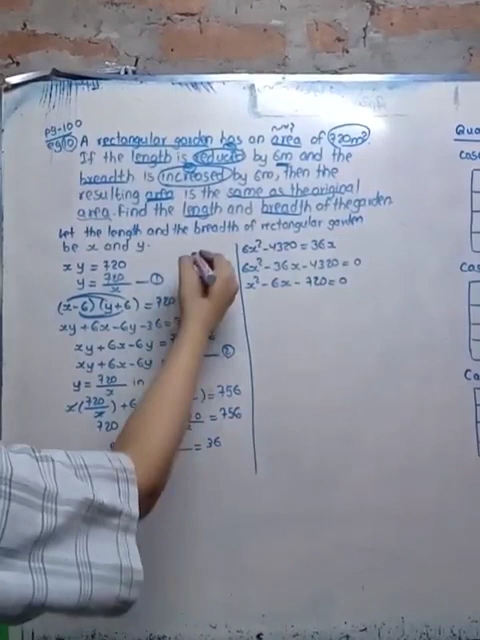 Pg-100
eg 10 A rectangular garden has an area of 720m².
If the length is reduced by 6m and the
breadth is increased by 6m, Then the
resulting area is the same as the original
area. Find the length and breadth of the garden.
Let the length and the breadth of rectangular garden
be x and y.
xy = 720
y = 720/x — ①
(x-6)(y+6) = 720
xy + 6x - 6y - 36 =
xy + 6x - 6y =
xy + 6x - 6y — ②
y = 720/x in
x(720/x) + 6 ) = 756
720 = 756
= 36
6x² - 4320 = 36x
6x² - 36x - 4320 = 0
x² - 6x - 720 = 0
Cas
Cas
Ca